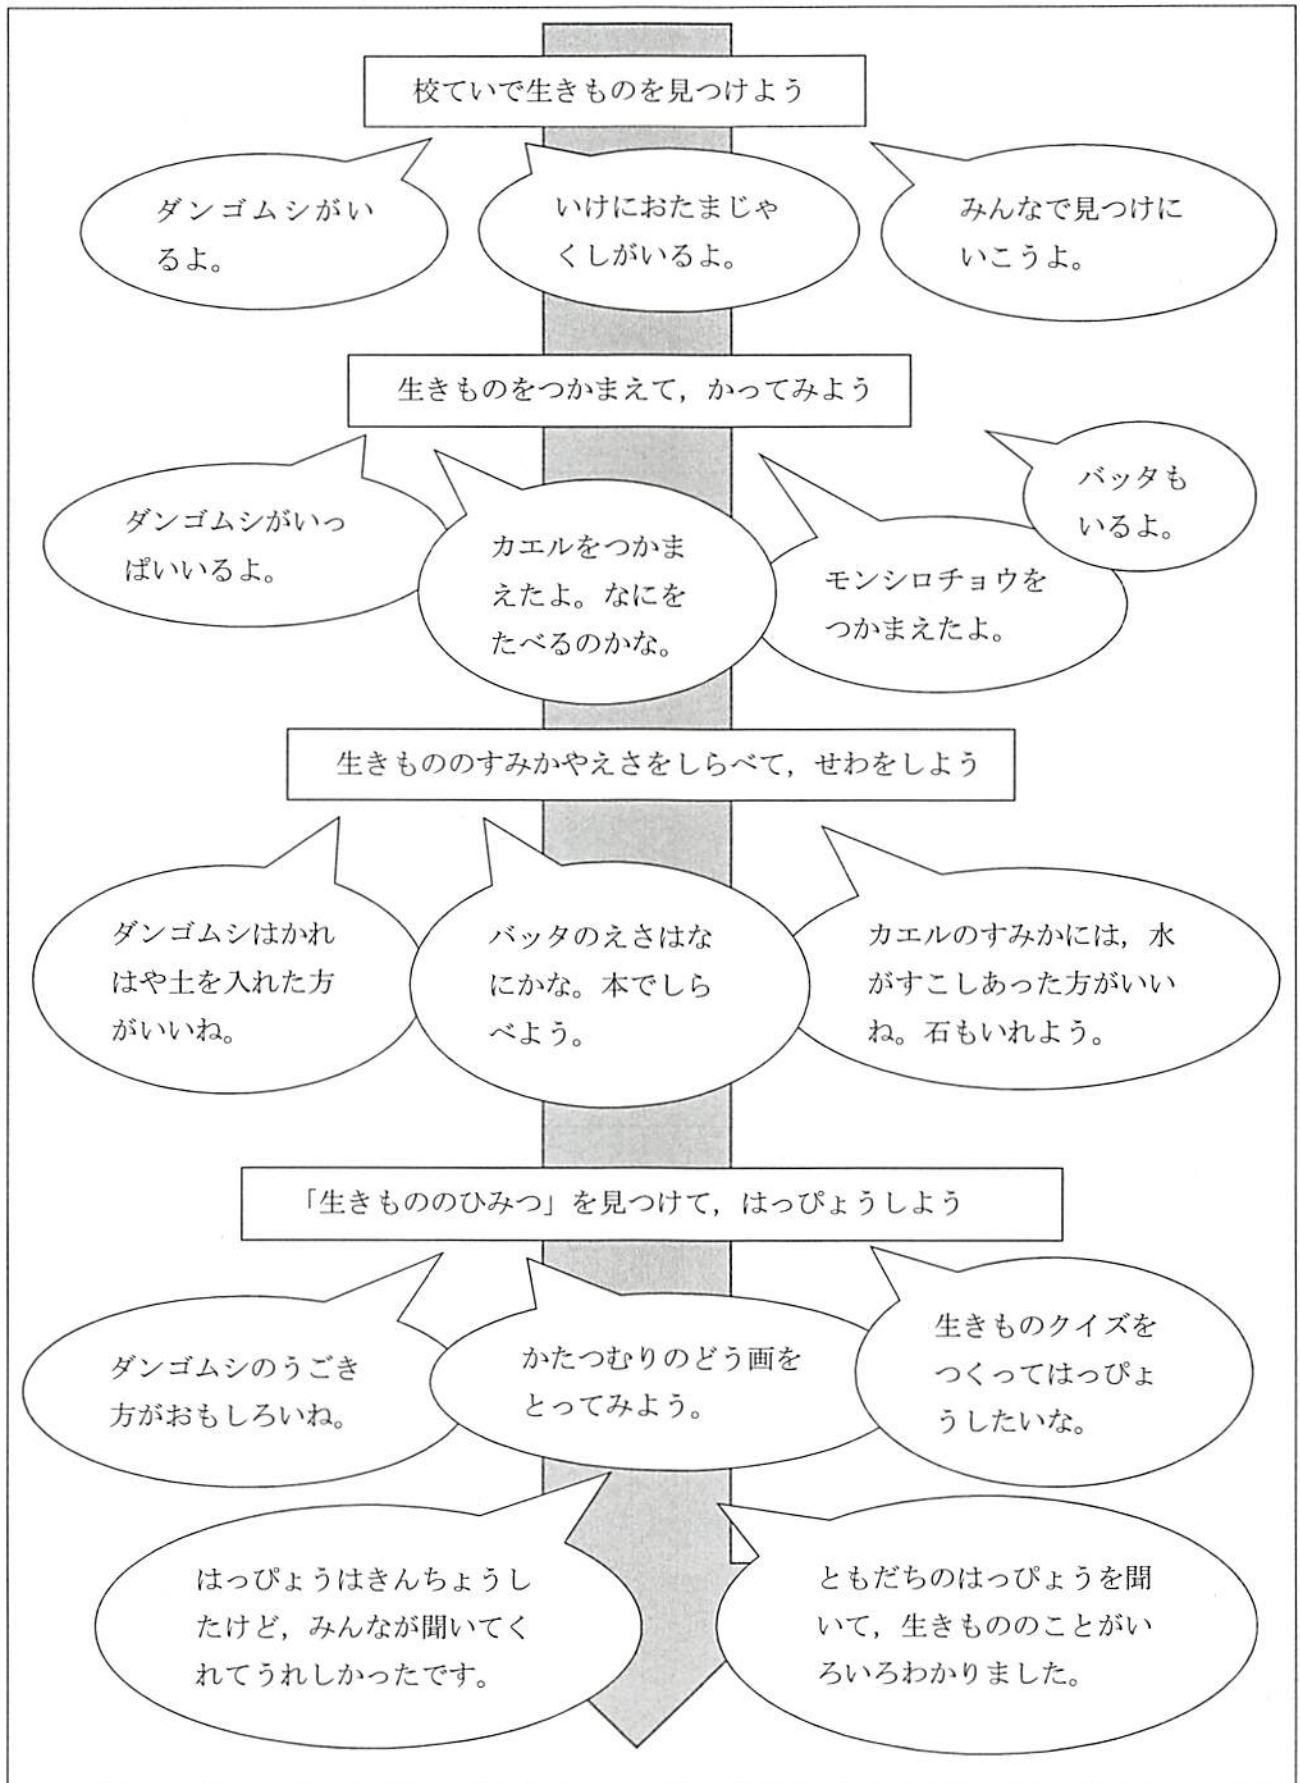 校ていで生きものを見つけよう
ダンゴムシがい
るよ。
いけにおたまじゃ
くしがいるよ。
みんなで見つけに
いこうよ。
生きものをつかまえて，かってみよう
ダンゴムシがいっ
ぱいいるよ。
カエルをつかま
えたよ。なにを
たべるのかな。
モンシロチョウを
つかまえたよ。
バッタも
いるよ。
生きもののすみかやえさをしらべて，せわをしよう
ダンゴムシはかれ
はや土を入れた方
がいいね。
バッタのえさはな
にかな。本でしら
べよう。
カエルのすみかには，水
がすこしあった方がいい
ね。石もいれよう。
「生きもののひみつ」を見つけて，はっぴょうしよう
ダンゴムシのうごき
方がおもしろいね。
かたつむりのどう画を
とってみよう。
生きものクイズを
つくってはっぴょ
うしたいな。
はっぴょうはきんちょうし
たけど，みんなが聞いてく
れてうれしかったです。
ともだちのはっぴょうを聞
いて，生きもののことがい
ろいろわかりました。